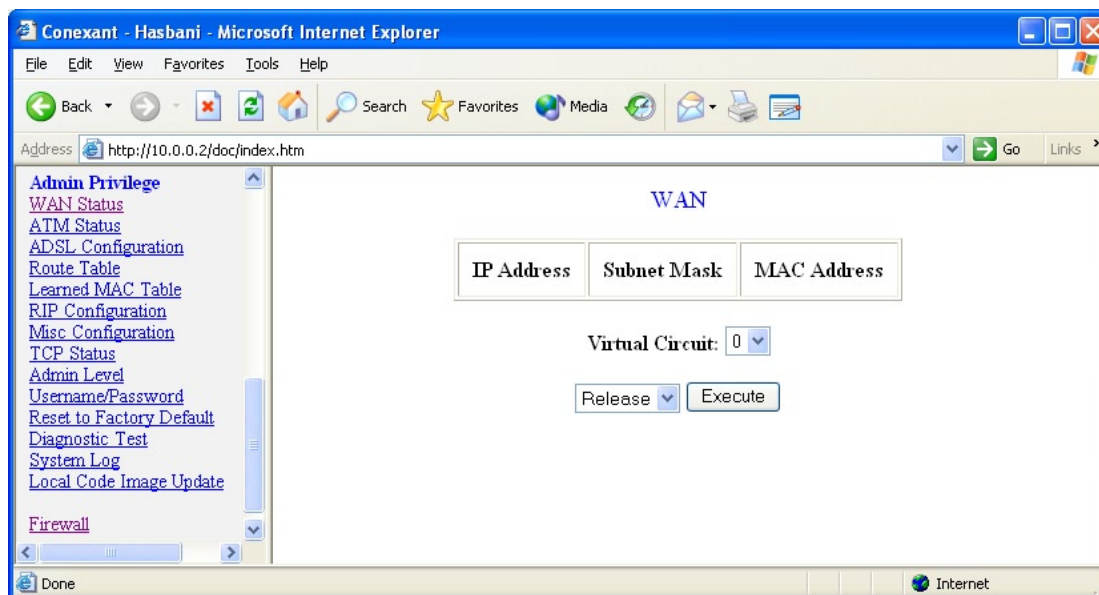 Conexant - Hasbani - Microsoft Internet Explorer
File Edit View Favorites Tools Help
Back Search Favorites Media
Address http://10.0.0.2/doc/index.htm Go Links
Admin Privilege
WAN Status
ATM Status
ADSL Configuration
Route Table
Learned MAC Table
RIP Configuration
Misc Configuration
TCP Status
Admin Level
Username/Password
Reset to Factory Default
Diagnostic Test
System Log
Local Code Image Update
Firewall
WAN
IP Address Subnet Mask MAC Address
Virtual Circuit: 0
Release Execute
Done Internet